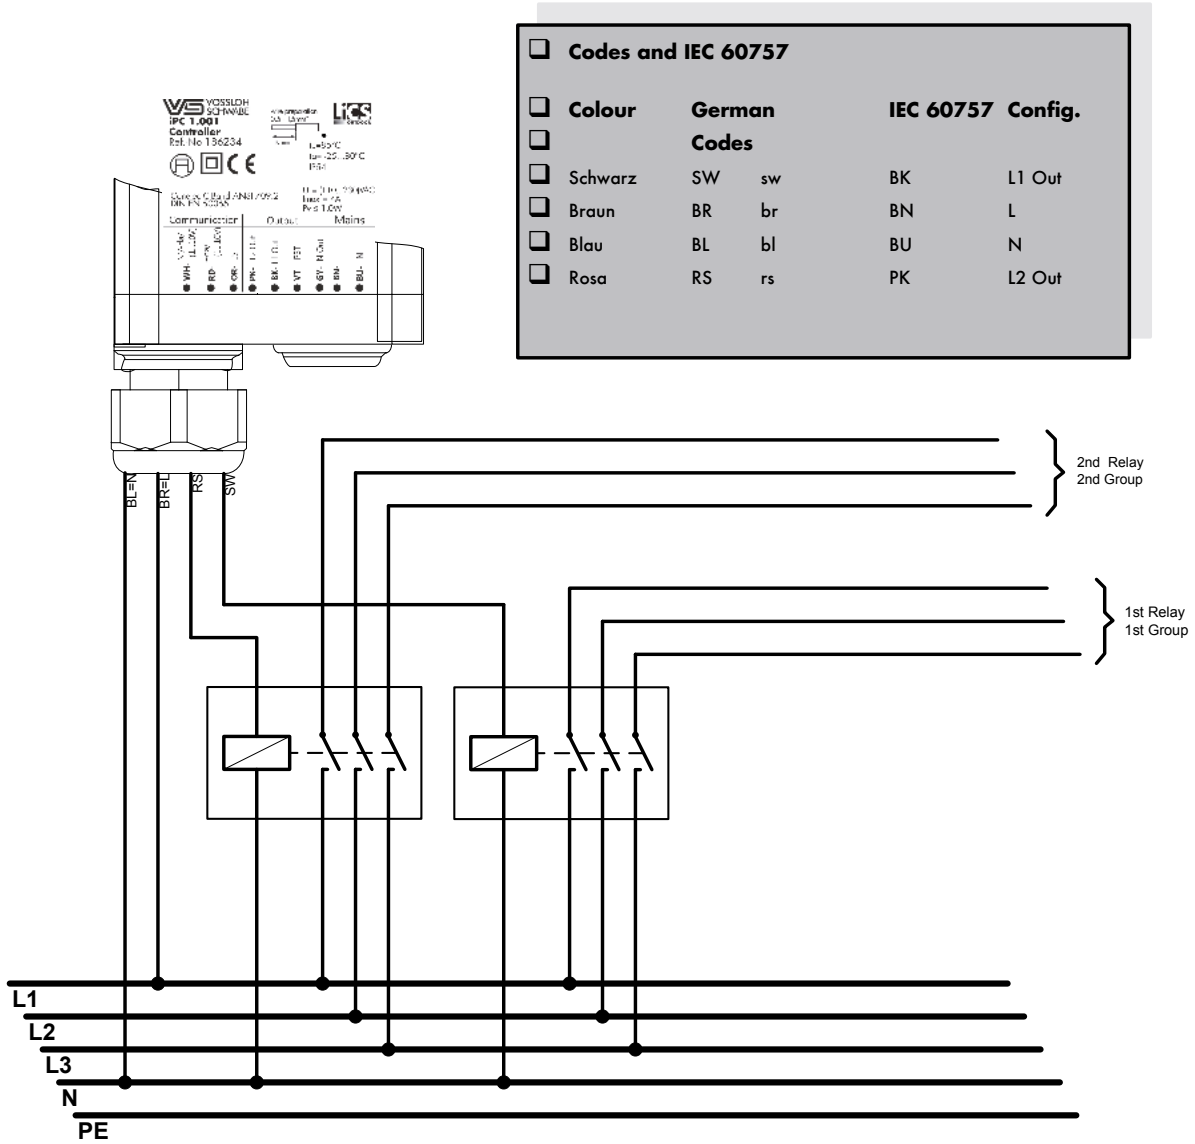 Codes and IEC 60757
Colour German IEC 60757 Config.
Codes
Schwarz SW sw BK L1 Out
Braun BR br BN L
Blau BL bl BU N
Rosa RS rs PK L2 Out
VS VOSSLOH
SCHWABE
LiCS
iPC 1.001
Controller
Ref. No 186234
Communication Output Mains
BL=N
BR=L
RS
SW
2nd Relay
2nd Group
1st Relay
1st Group
L1
L2
L3
N
PE